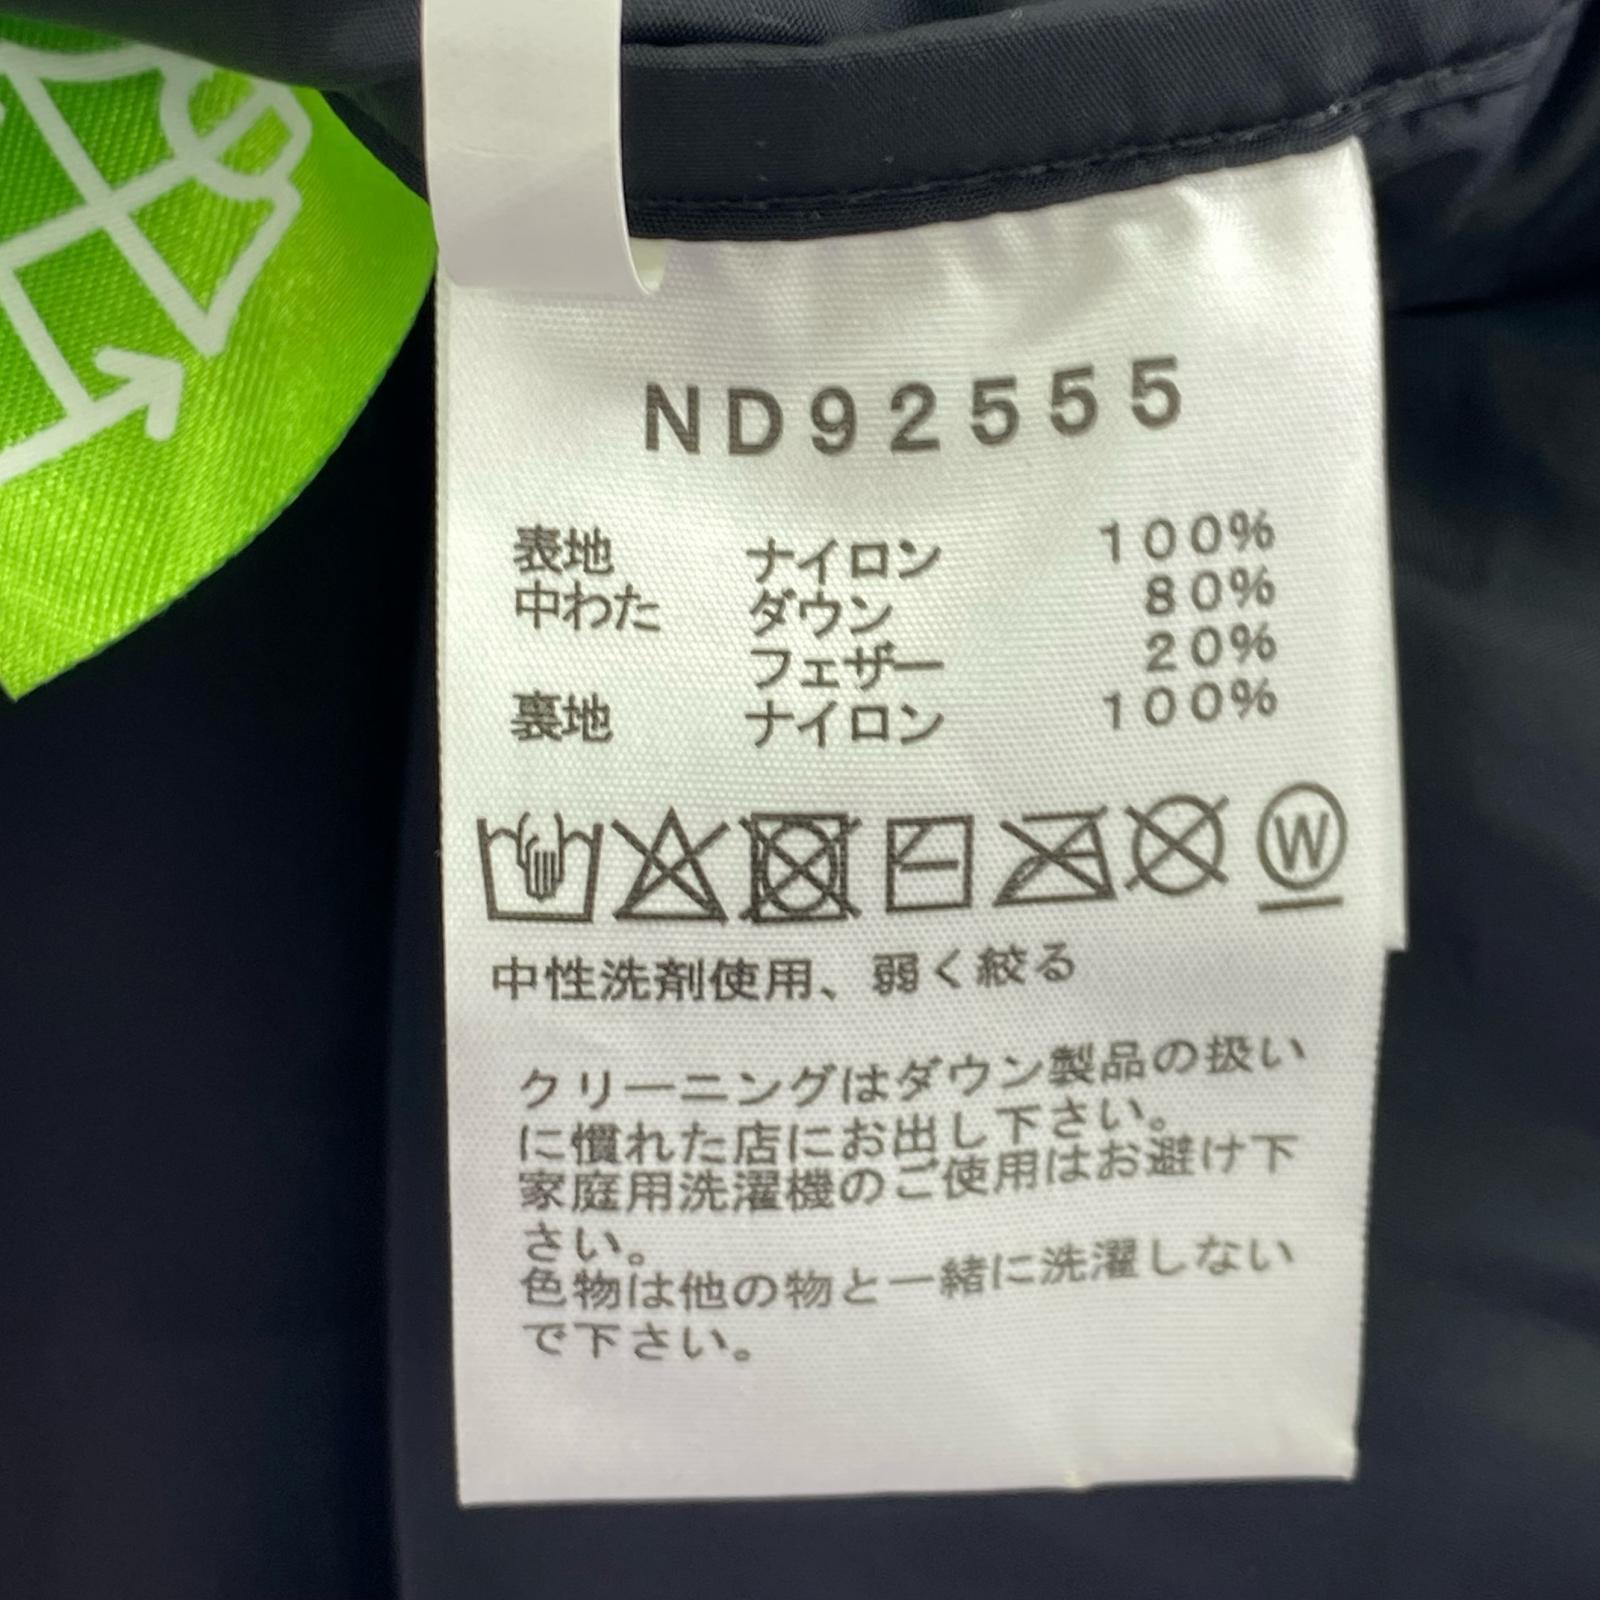 ND92555
表地 ナイロン 100%
中わた ダウン 80%
フェザー 20%
裏地 ナイロン 100%
W
中性洗剤使用、弱く絞る
クリーニングはダウン製品の扱い
に慣れた店にお出し下さい。
家庭用洗濯機のご使用はお避け下
さい。
色物は他の物と一緒に洗濯しない
で下さい。